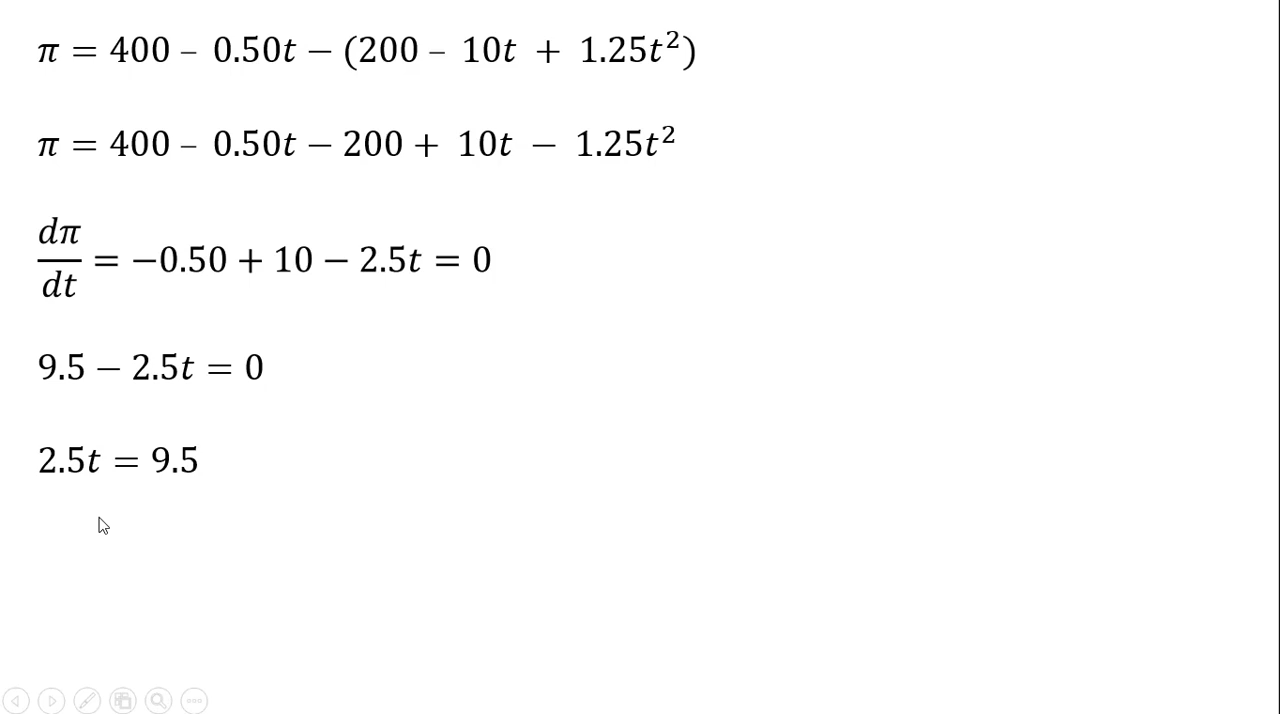 π = 400 – 0.50t − (200 – 10t + 1.25t²)
π = 400 – 0.50t − 200 + 10t − 1.25t²
dπ/dt = −0.50 + 10 − 2.5t = 0
9.5 − 2.5t = 0
2.5t = 9.5